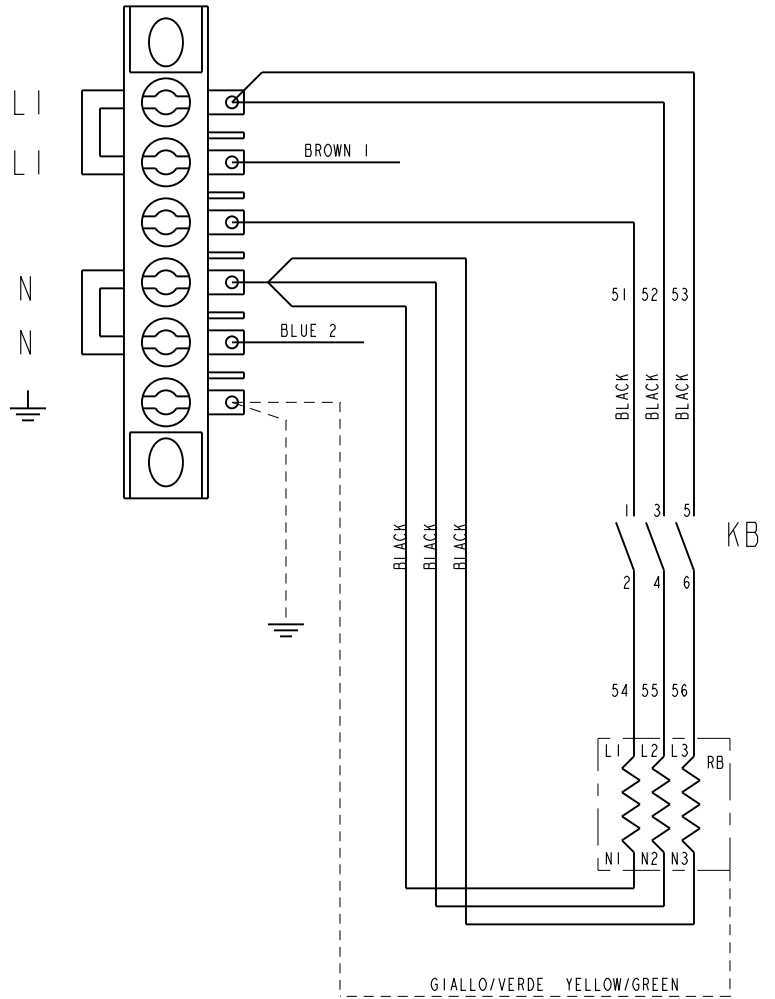 L1
L1
BROWN 1
N
51 52 53
BLUE 2
N
BLACK BLACK BLACK
1 3 5
BLACK BLACK BLACK
KB
2 4 6
54 55 56
L1 L2 L3
RB
N1 N2 N3
GIALLO/VERDE YELLOW/GREEN